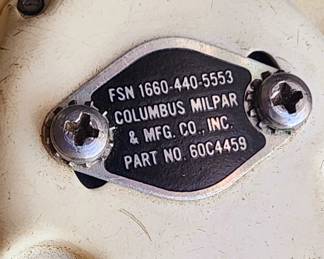 FSN 1660-440-5553
COLUMBUS MILPAR
& MFG. CO., INC.
PART NO. 60C4459